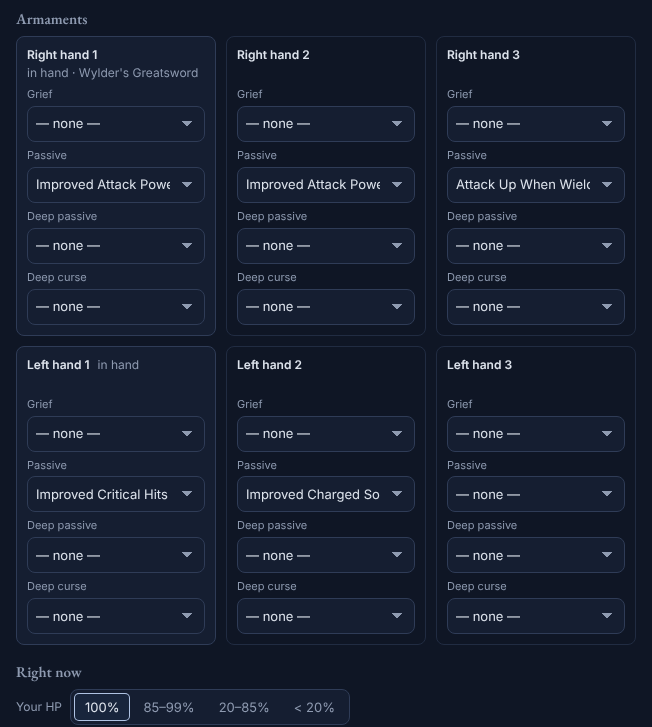 Armaments
Right hand 1
in hand · Wylder's Greatsword
Grief
— none —
Passive
Improved Attack Powe
Deep passive
— none —
Deep curse
— none —
Right hand 2
Grief
— none —
Passive
Improved Attack Powe
Deep passive
— none —
Deep curse
— none —
Right hand 3
Grief
— none —
Passive
Attack Up When Wield
Deep passive
— none —
Deep curse
— none —
Left hand 1 in hand
Grief
— none —
Passive
Improved Critical Hits
Deep passive
— none —
Deep curse
— none —
Left hand 2
Grief
— none —
Passive
Improved Charged So
Deep passive
— none —
Deep curse
— none —
Left hand 3
Grief
— none —
Passive
— none —
Deep passive
— none —
Deep curse
— none —
Right now
Your HP 100% 85–99% 20–85% < 20%